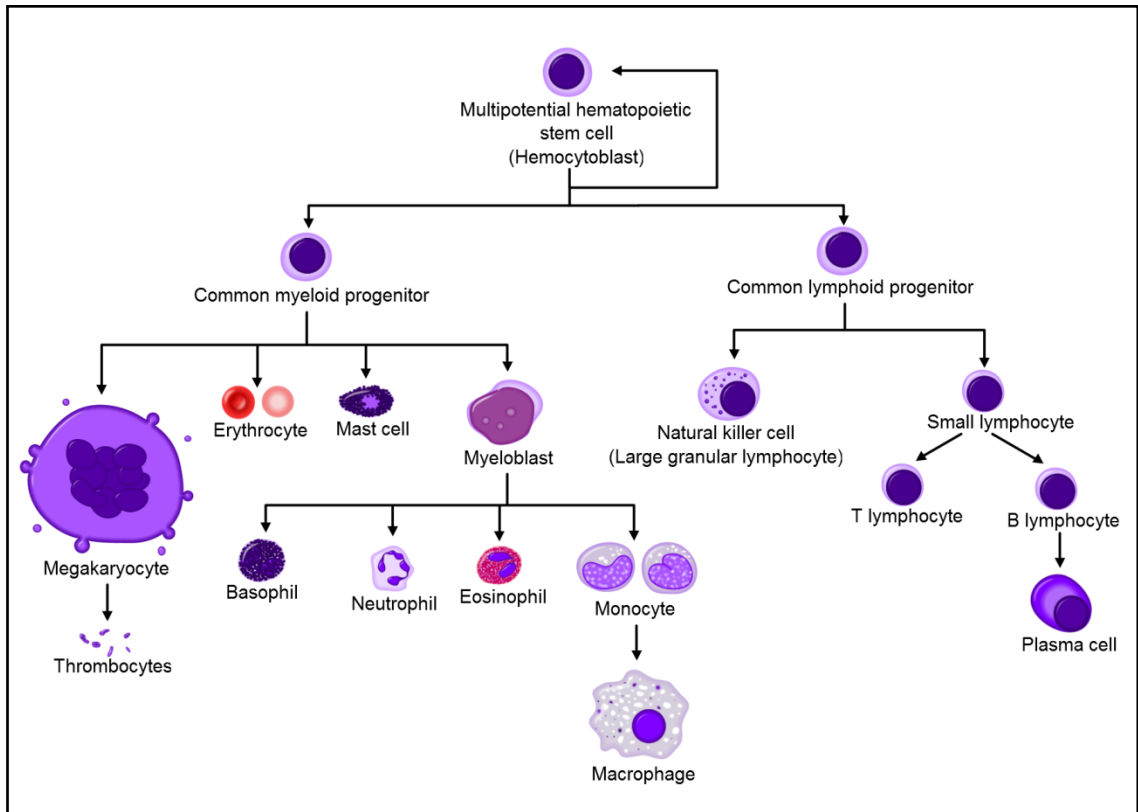 Multipotential hematopoietic
stem cell
(Hemocytoblast)
Common myeloid progenitor
Common lymphoid progenitor
Erythrocyte
Mast cell
Myeloblast
Natural killer cell
(Large granular lymphocyte)
Small lymphocyte
T lymphocyte
B lymphocyte
Megakaryocyte
Basophil
Neutrophil
Eosinophil
Monocyte
Plasma cell
Thrombocytes
Macrophage